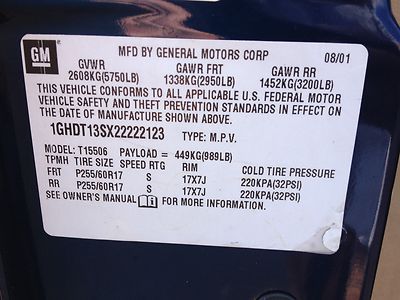 GM
MFD BY GENERAL MOTORS CORP 08/01
GVWR GAWR FRT GAWR RR
2608KG(5750LB) 1338KG(2950LB) 1452KG(3200LB)
THIS VEHICLE CONFORMS TO ALL APPLICABLE U.S. FEDERAL MOTOR
VEHICLE SAFETY AND THEFT PREVENTION STANDARDS IN EFFECT ON
THE DATE OF MANUFACTURE SHOWN ABOVE.
1GHDT13SX22222123 TYPE: M.P.V.
MODEL: T15506 PAYLOAD = 449KG(989LB)
TPMH TIRE SIZE SPEED RTG RIM COLD TIRE PRESSURE
FRT P255/60R17 S 17X7J 220KPA(32PSI)
RR P255/60R17 S 17X7J 220KPA(32PSI)
SEE OWNER'S MANUAL FOR MORE INFORMATION.